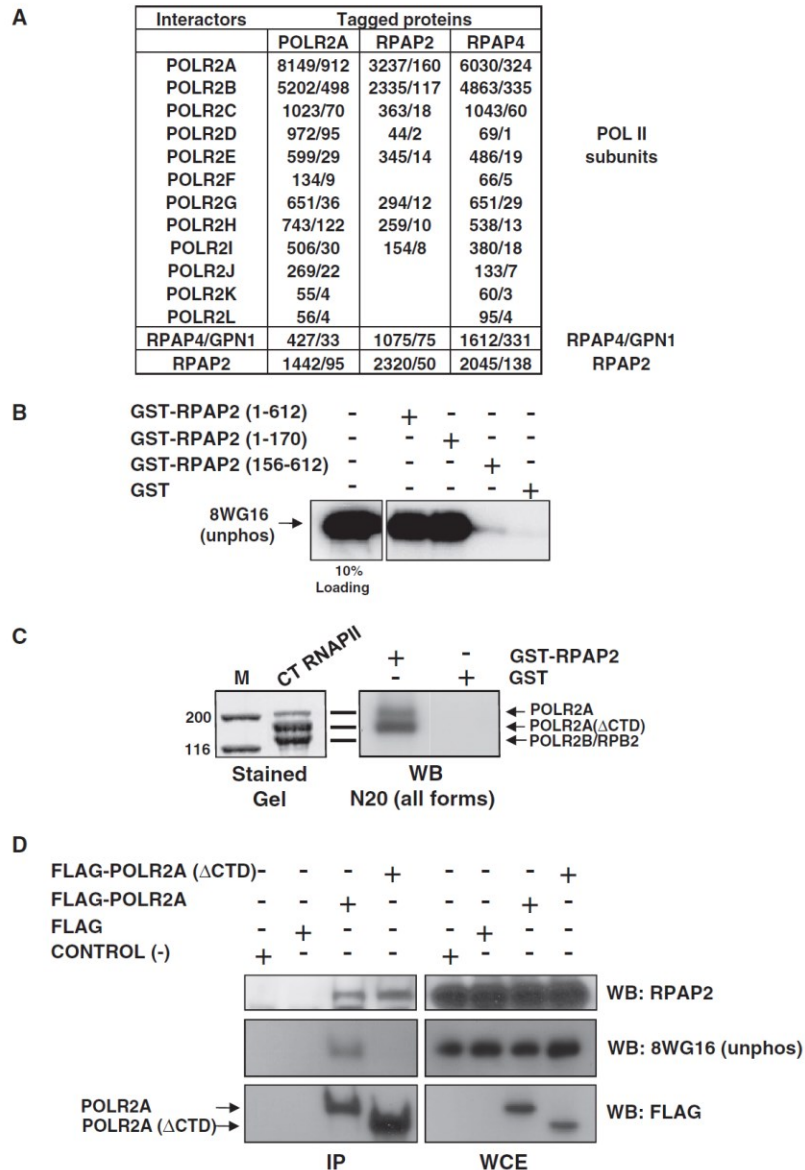 A
Interactors Tagged proteins
POLR2A RPAP2 RPAP4
POLR2A 8149/912 3237/160 6030/324
POLR2B 5202/498 2335/117 4863/335
POLR2C 1023/70 363/18 1043/60
POLR2D 972/95 44/2 69/1 POL II
POLR2E 599/29 345/14 486/19 subunits
POLR2F 134/9 66/5
POLR2G 651/36 294/12 651/29
POLR2H 743/122 259/10 538/13
POLR2I 506/30 154/8 380/18
POLR2J 269/22 133/7
POLR2K 55/4 60/3
POLR2L 56/4 95/4
RPAP4/GPN1 427/33 1075/75 1612/331 RPAP4/GPN1
RPAP2 1442/95 2320/50 2045/138 RPAP2
B
GST-RPAP2 (1-612) - + - - -
GST-RPAP2 (1-170) - - + - -
GST-RPAP2 (156-612) - - - + -
GST - - - - +
8WG16
(unphos)
10%
Loading
C
M CT RNAPII + - GST-RPAP2
- + GST
200
116
POLR2A
POLR2A(ΔCTD)
POLR2B/RPB2
Stained WB
Gel N20 (all forms)
D
FLAG-POLR2A (ΔCTD) - - - + - - - +
FLAG-POLR2A - - + - - - + -
FLAG - + - - - + - -
CONTROL (-) + - - - + - - -
WB: RPAP2
WB: 8WG16 (unphos)
POLR2A
POLR2A (ΔCTD)
WB: FLAG
IP WCE